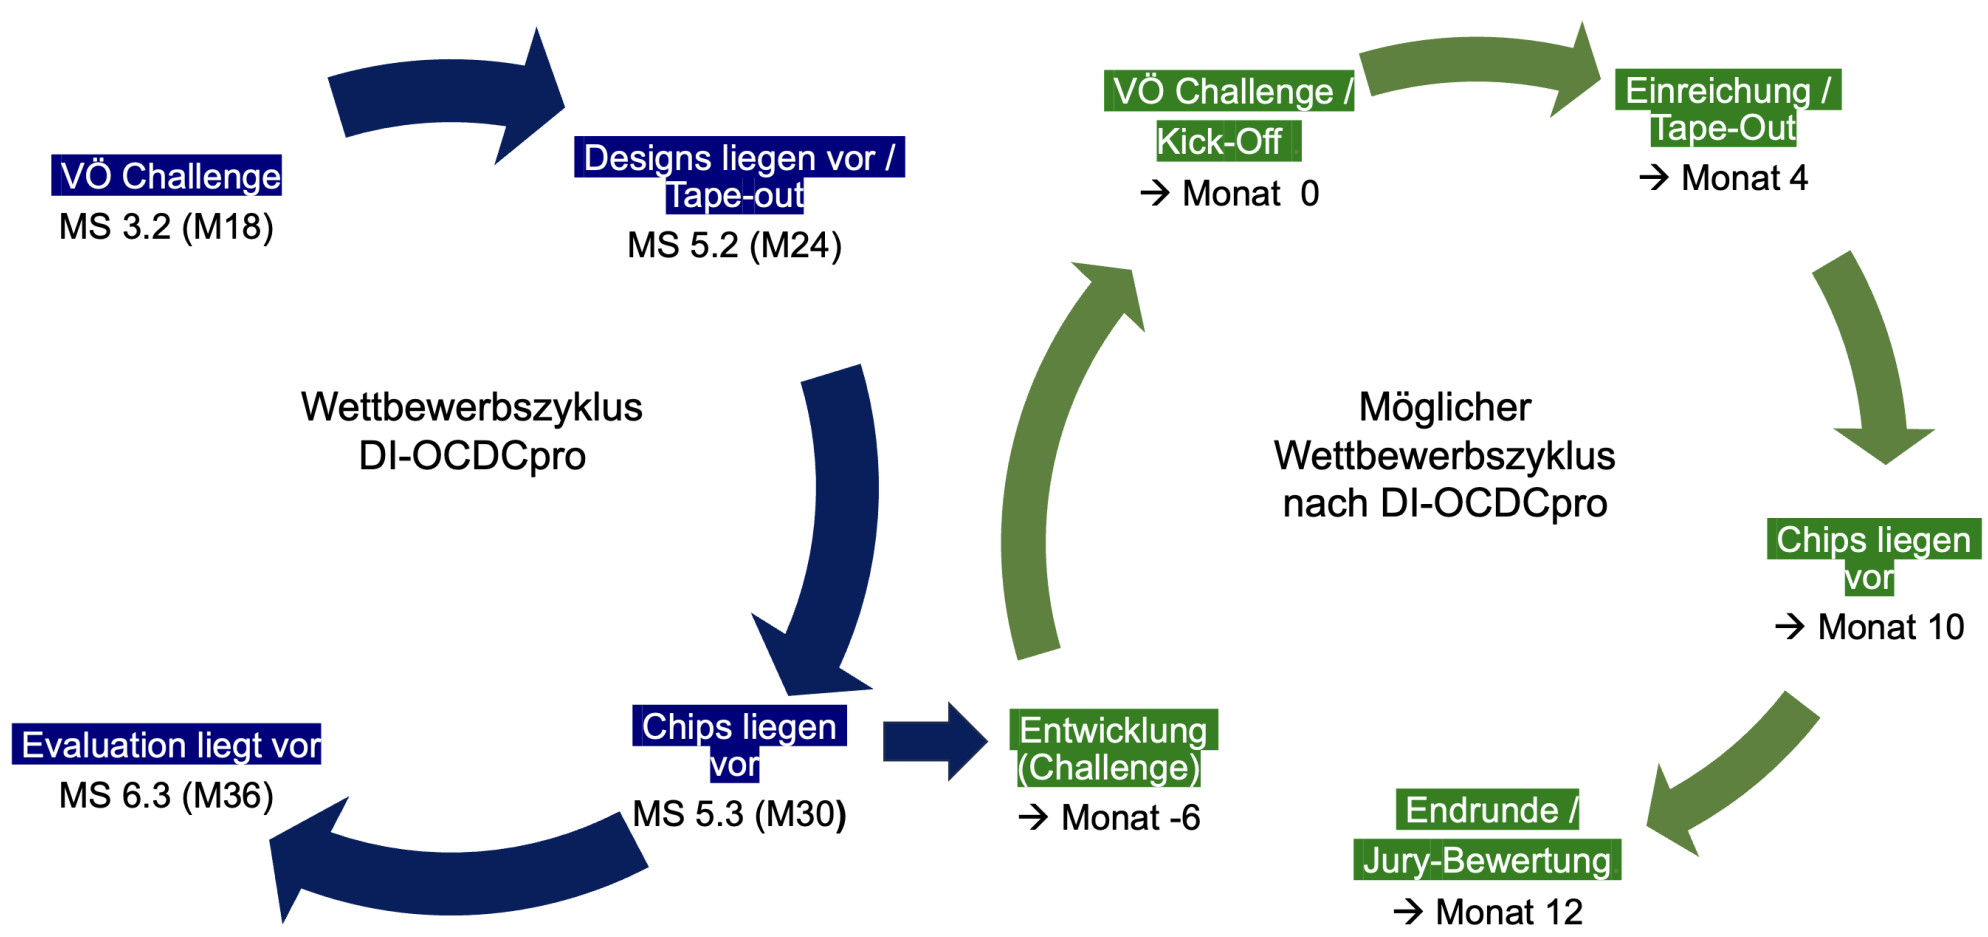 VÖ Challenge
MS 3.2 (M18)
Designs liegen vor /
Tape-out
MS 5.2 (M24)
Wettbewerbszyklus
DI-OCDCpro
Chips liegen
vor
MS 5.3 (M30)
Evaluation liegt vor
MS 6.3 (M36)
VÖ Challenge /
Kick-Off
→ Monat 0
Einreichung /
Tape-Out
→ Monat 4
Möglicher
Wettbewerbszyklus
nach DI-OCDCpro
Chips liegen
vor
→ Monat 10
Entwicklung
(Challenge)
→ Monat -6
Endrunde /
Jury-Bewertung
→ Monat 12